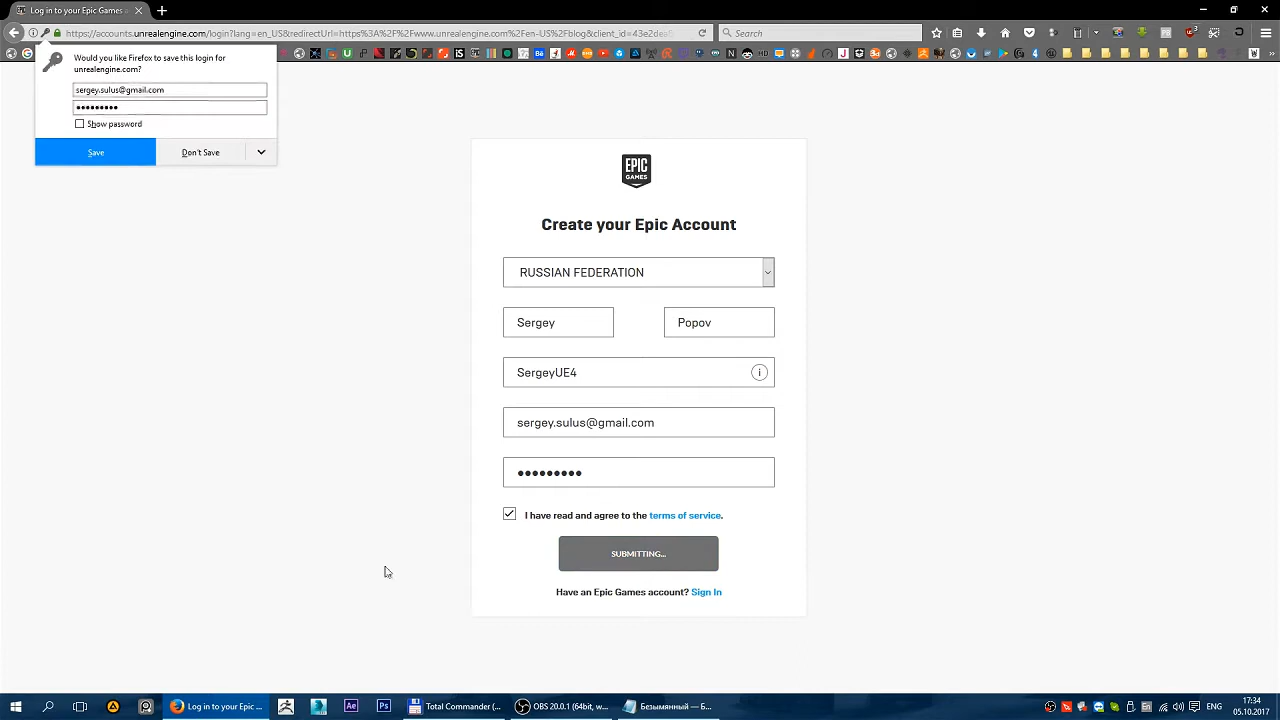 Log in to your Epic Games a
https://accounts.unrealengine.com/login?lang=en_US&redirectUrl=https%3A%2F%2Fwww.unrealengine.com%2Fen-US%2Fblog&client_id=43e2dea
Search
Would you like Firefox to save this login for
unrealengine.com?
sergey.sulus@gmail.com
•••••••••
Show password
Save
Don't Save
EPIC
GAMES
Create your Epic Account
RUSSIAN FEDERATION
Sergey
Popov
SergeyUE4
sergey.sulus@gmail.com
•••••••••
I have read and agree to the terms of service.
SUBMITTING...
Have an Epic Games account? Sign In
Log in to your Epic ...
Ae
Ps
Total Commander (...
OBS 20.0.1 (64bit, w...
Безымянный — Б...
ENG
17:34
05.10.2017